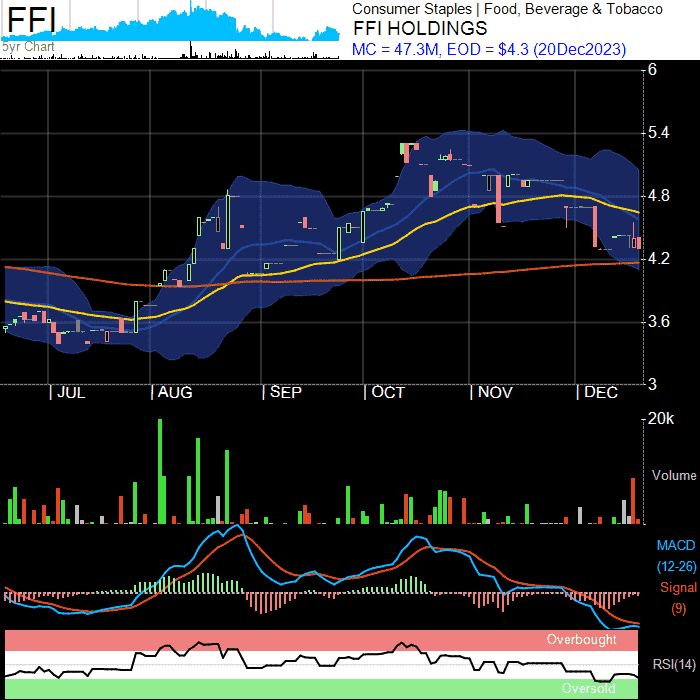 FFI
5yr Chart
Consumer Staples | Food, Beverage & Tobacco
FFI HOLDINGS
MC = 47.3M, EOD = $4.3 (20Dec2023)
6
5.4
4.8
4.2
3.6
3
| JUL | AUG | SEP | OCT | NOV | DEC
20k
Volume
MACD
(12-26)
Signal
(9)
Overbought
RSI(14)
Oversold